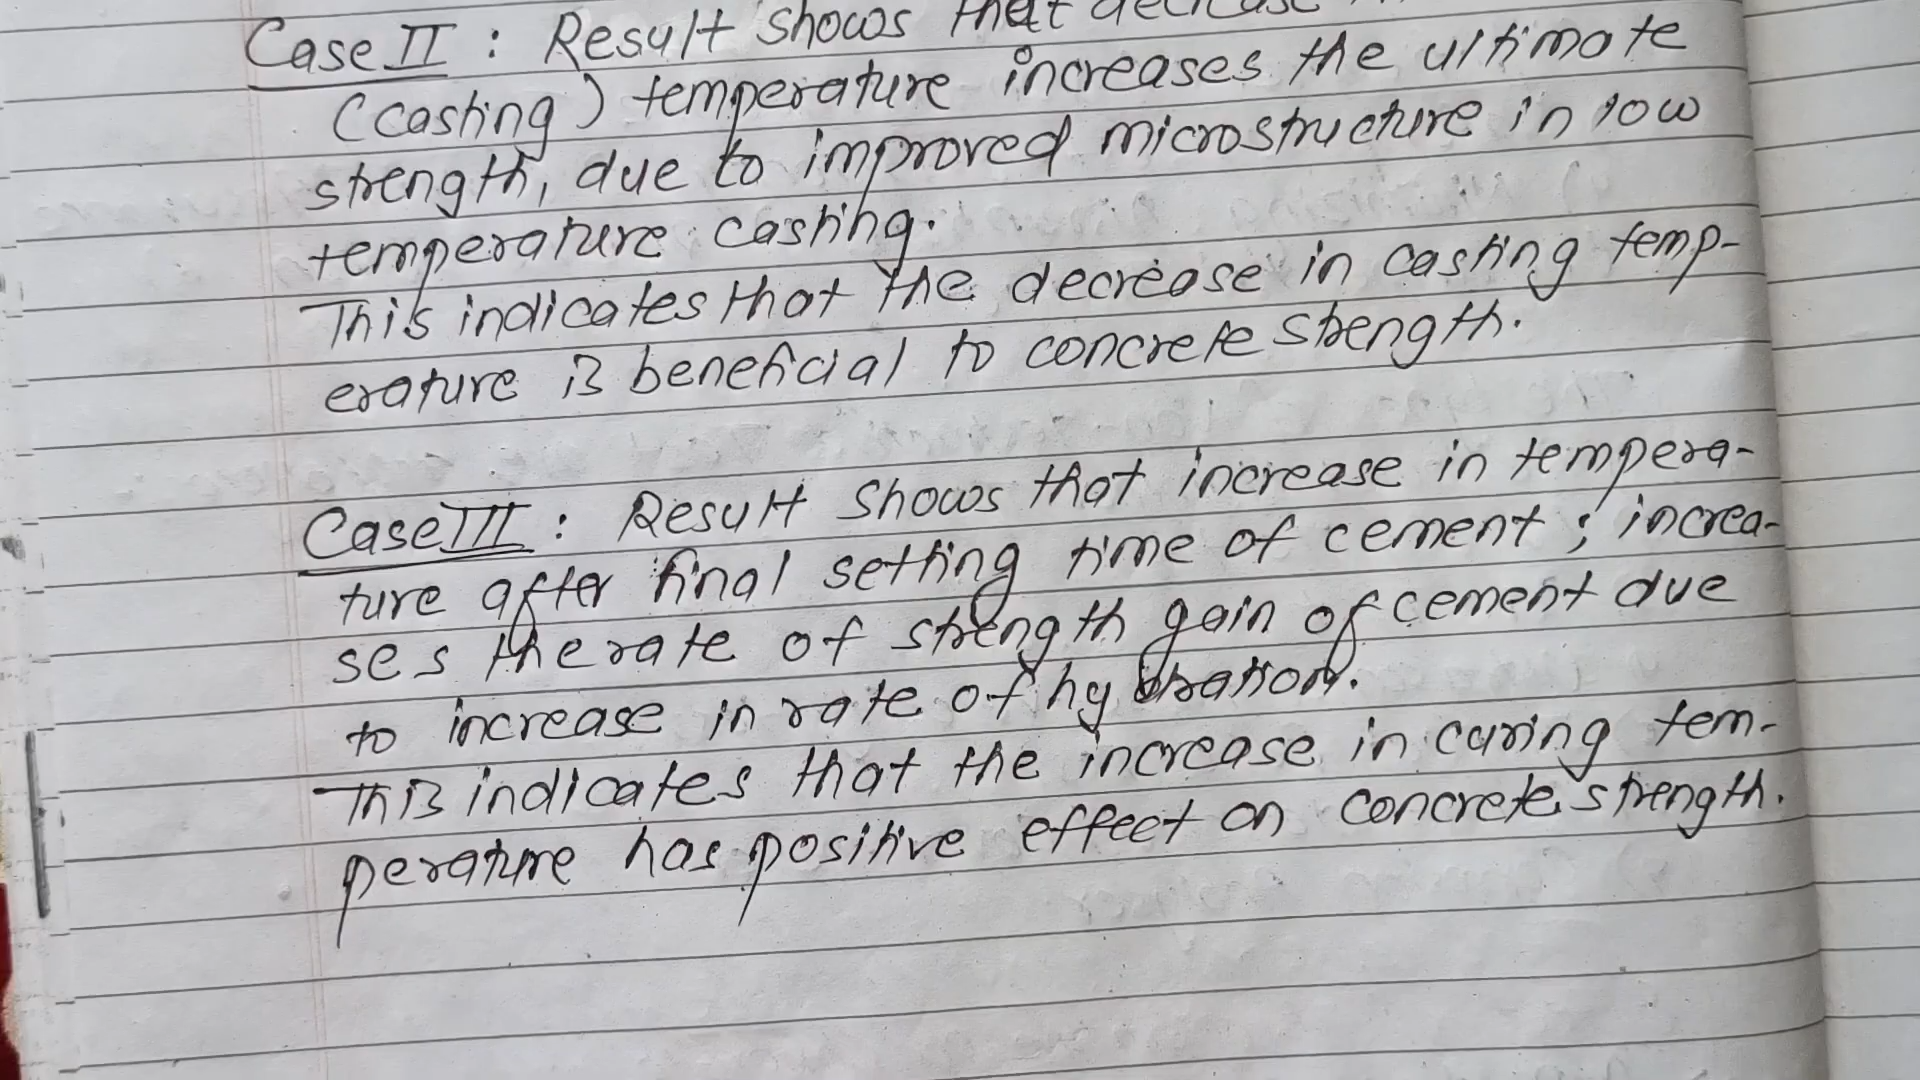 Case II : Result shows that decrease
(casting) temperature increases the ultimate
strength, due to improved microstructure in low
temperature casting.
This indicates that the decrease in casting temp-
erature is beneficial to concrete strength.
Case III : Result shows that increase in tempera-
ture after final setting time of cement ; increa-
ses the rate of strength gain of cement due
to increase in rate of hydration.
This indicates that the increase in curing tem-
perature has positive effect on concrete strength.